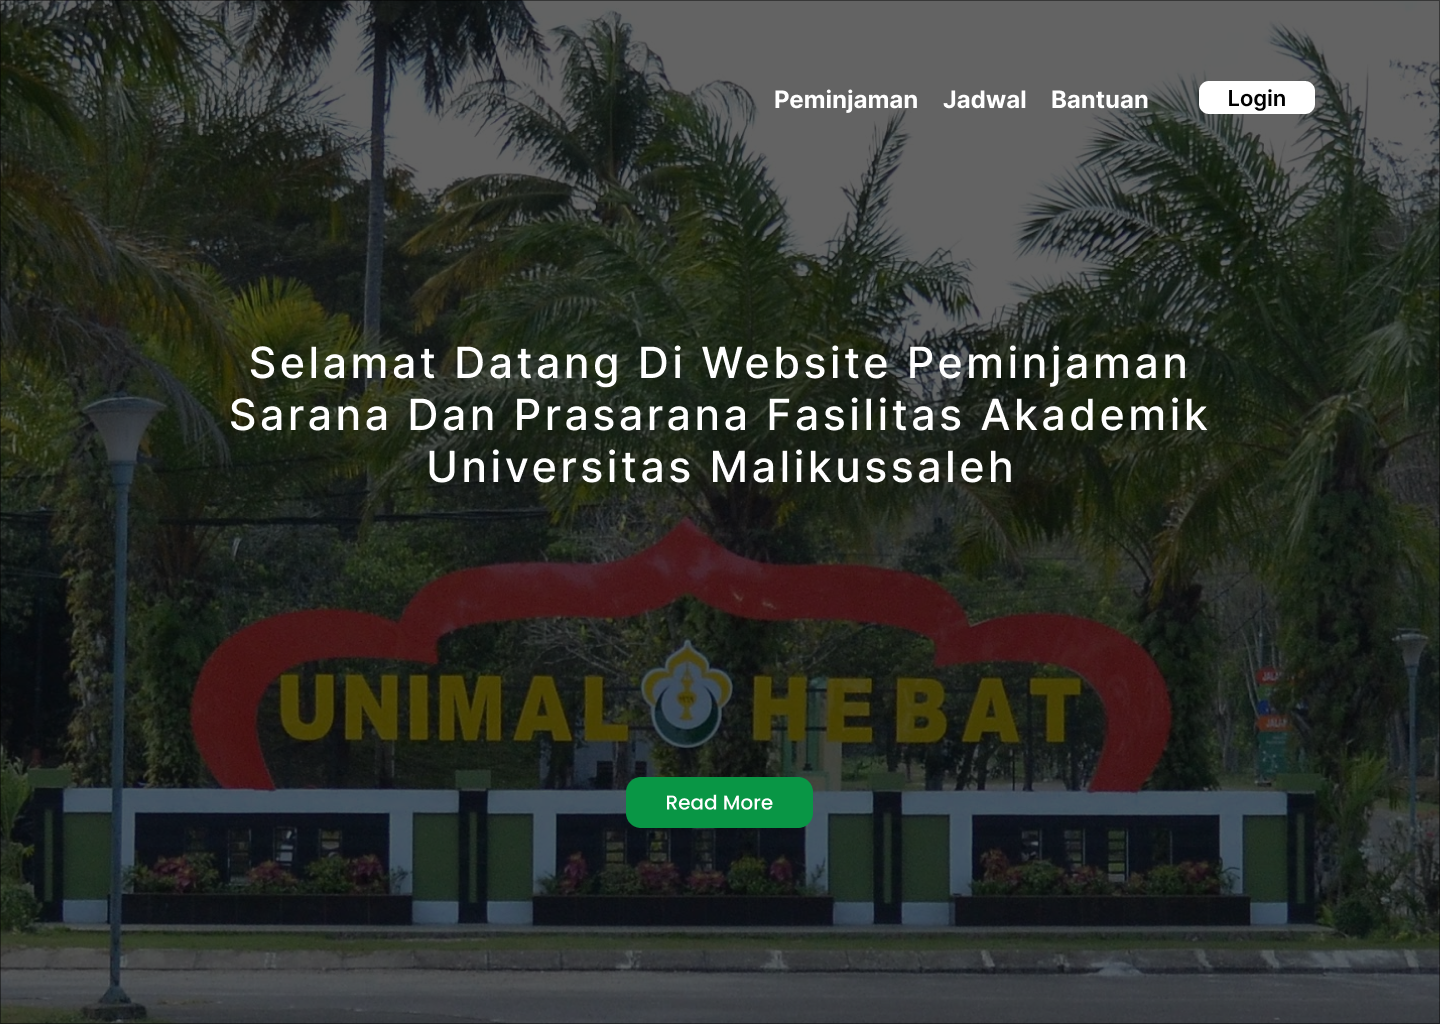 Peminjaman Jadwal Bantuan Login
Selamat Datang Di Website Peminjaman
Sarana Dan Prasarana Fasilitas Akademik
Universitas Malikussaleh
UNIMAL HEBAT
Read More